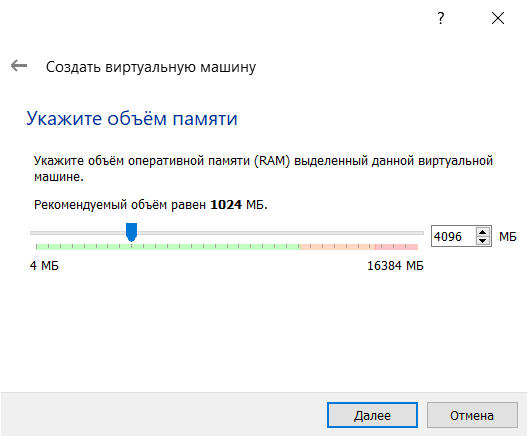 ?
Создать виртуальную машину
Укажите объём памяти
Укажите объём оперативной памяти (RAM) выделенный данной виртуальной
машине.
Рекомендуемый объём равен 1024 МБ.
4096 МБ
4 МБ 16384 МБ
Далее Отмена